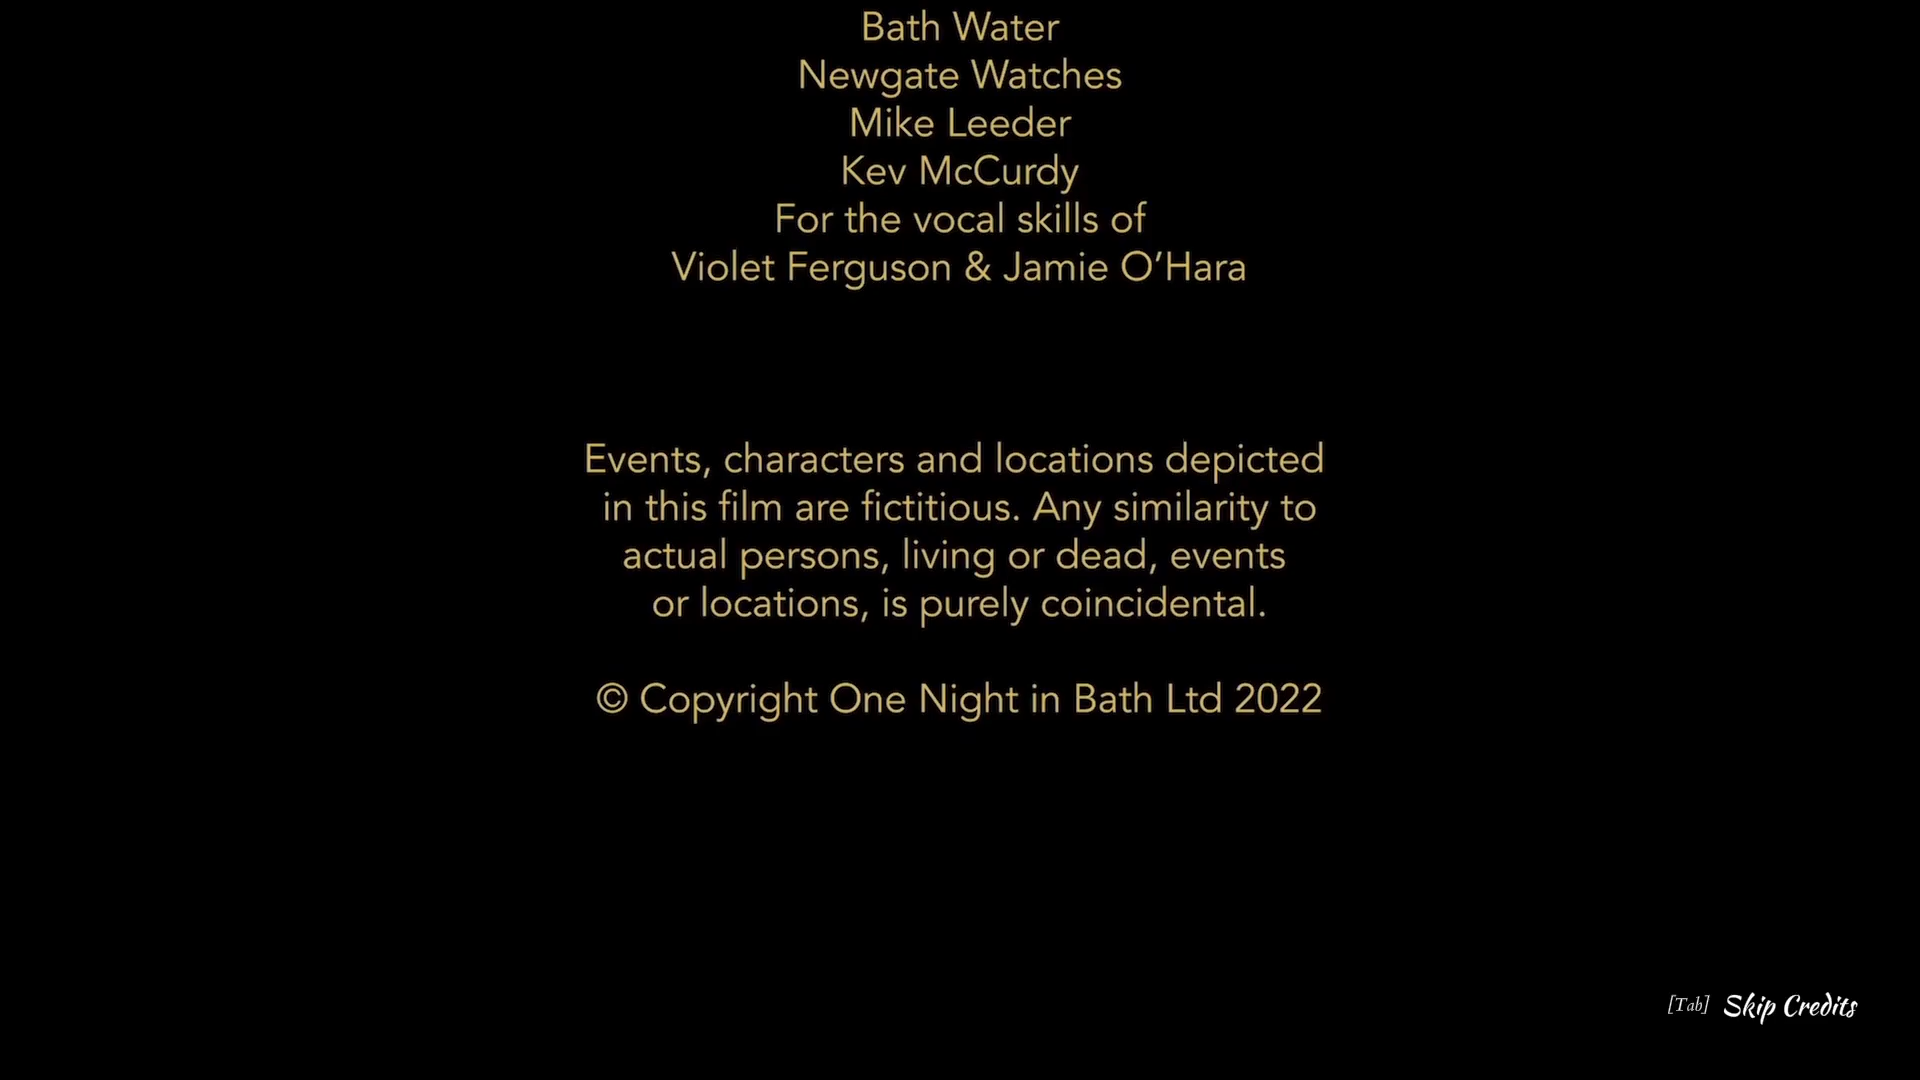 Bath Water
Newgate Watches
Mike Leeder
Kev McCurdy
For the vocal skills of
Violet Ferguson & Jamie O’Hara
Events, characters and locations depicted
in this film are fictitious. Any similarity to
actual persons, living or dead, events
or locations, is purely coincidental.
© Copyright One Night in Bath Ltd 2022
[Tab] Skip Credits